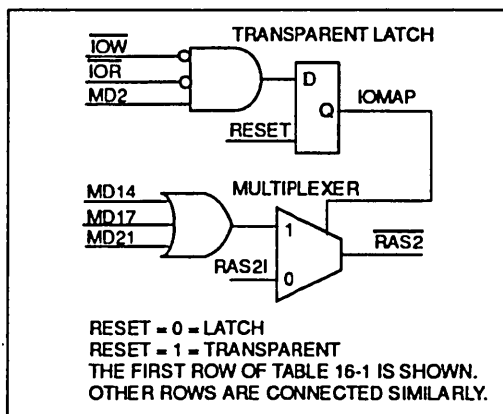 TRANSPARENT LATCH
IOW
IOR
MD2
D
Q
IOMAP
RESET
MULTIPLEXER
MD14
MD17
MD21
1
RAS2
RAS2I
0
RESET = 0 = LATCH
RESET = 1 = TRANSPARENT
THE FIRST ROW OF TABLE 16-1 IS SHOWN.
OTHER ROWS ARE CONNECTED SIMILARLY.